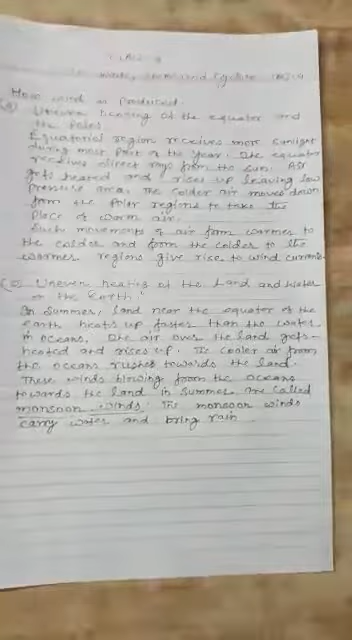 CLASS
Winds, Storm and Cyclone
How wind is Produced
(a) Uneven heating of the equator and
the Poles
Equatorial region receives more sunlight
during most Part of the year. The equator
receives direct rays from the sun. Air
gets heated and rises up leaving low
pressure area. The colder air moves down
from the Polar regions to take the
place of warm air.
Such movements of air from warmer to
the colder and from the colder to the
warmer regions give rise to wind currents
Uneven heating of the land and water
on the Earth
In Summer, land near the equator of the
earth heats up faster than the water
in oceans. The air over the land gets
heated and rises up. The cooler air from
the oceans rushes towards the land.
These winds blowing from the oceans
towards the land in Summer are called
monsoon winds. The monsoon winds
carry water and bring rain